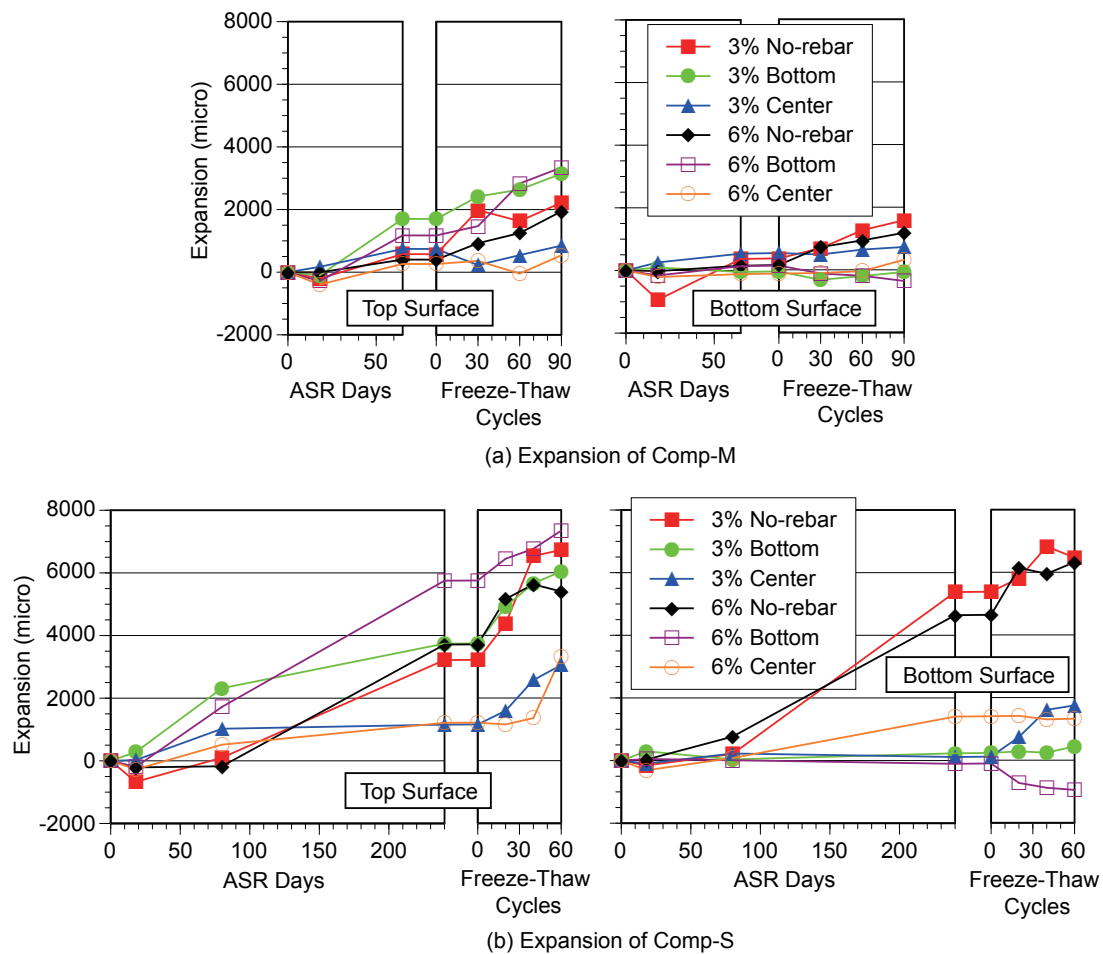 8000
6000
4000
2000
0
-2000
Expansion (micro)
Top Surface
0
50
0
30
60
90
ASR Days
Freeze-Thaw
Cycles
3% No-rebar
3% Bottom
3% Center
6% No-rebar
6% Bottom
6% Center
Bottom Surface
0
50
0
30
60
90
ASR Days
Freeze-Thaw
Cycles
(a) Expansion of Comp-M
8000
6000
4000
2000
0
-2000
Expansion (micro)
Top Surface
0
50
100
150
200
0
30
60
ASR Days
Freeze-Thaw
Cycles
3% No-rebar
3% Bottom
3% Center
6% No-rebar
6% Bottom
6% Center
Bottom Surface
0
50
100
150
200
0
30
60
ASR Days
Freeze-Thaw
Cycles
(b) Expansion of Comp-S